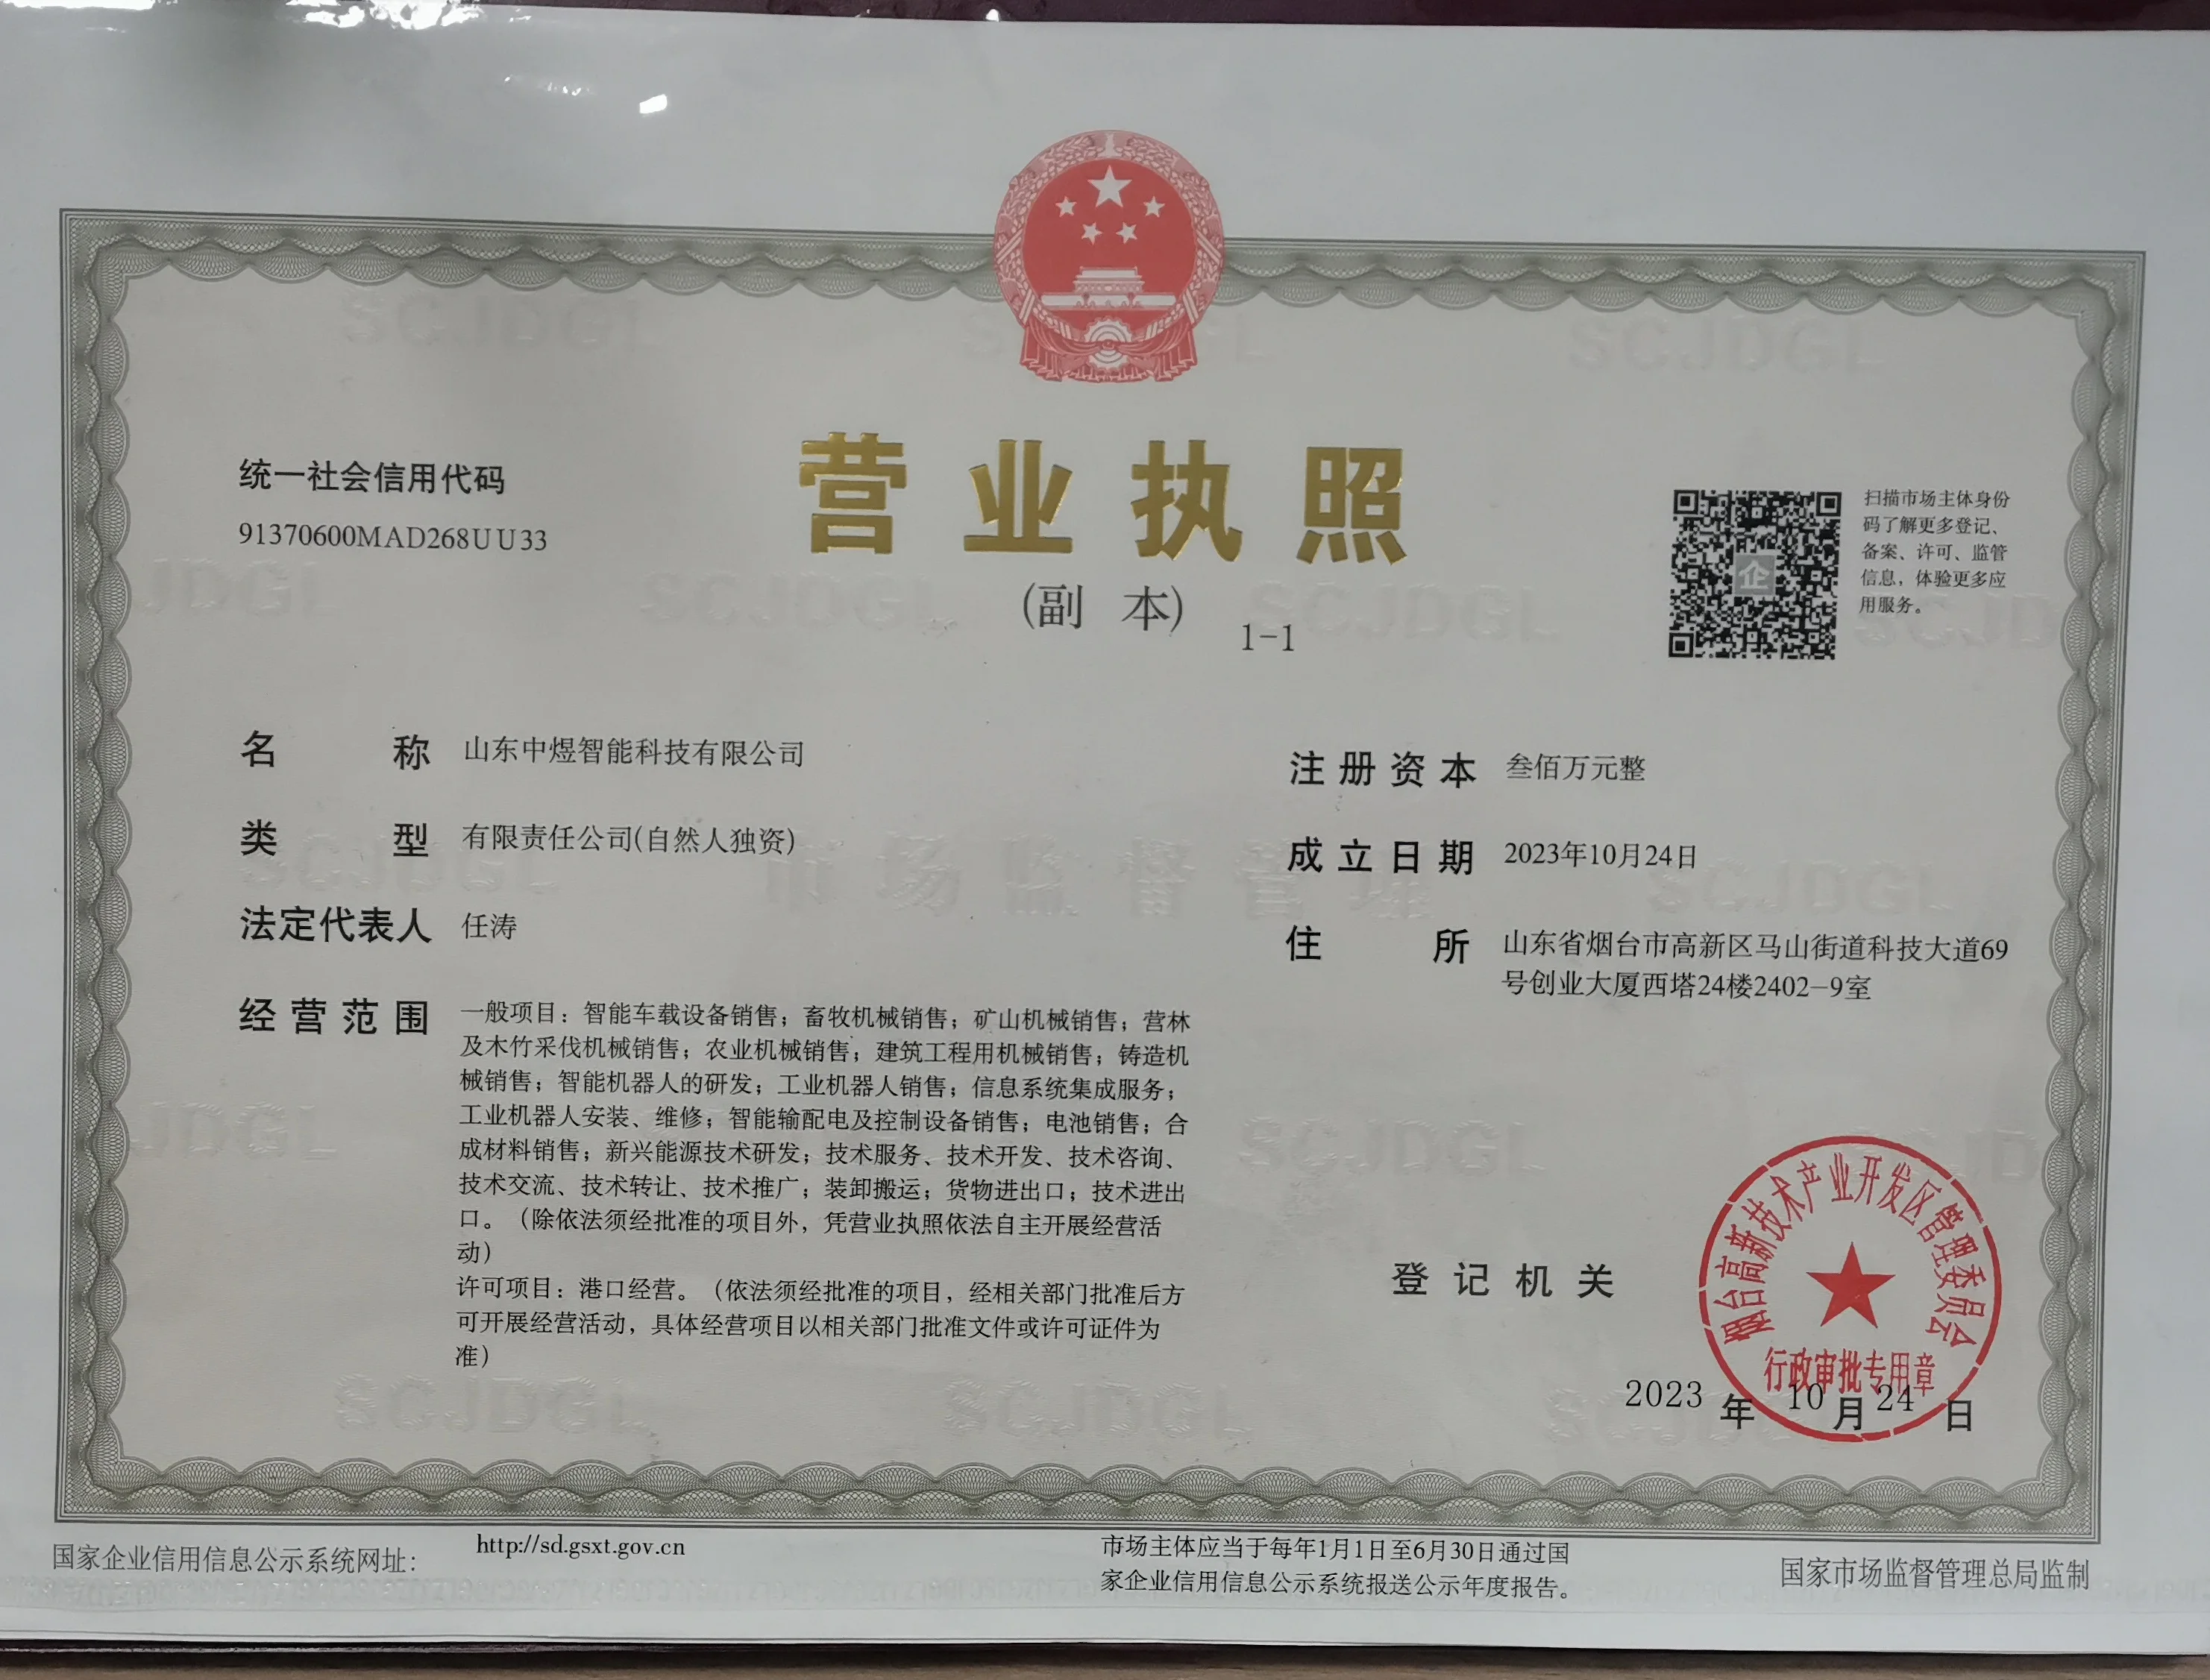 营业执照
(副 本)
1-1
统一社会信用代码
91370600MAD268UU33
企
扫描市场主体身份
码了解更多登记、
备案、许可、监管
信息，体验更多应
用服务。
名 称 山东中煜智能科技有限公司
类 型 有限责任公司(自然人独资)
法定代表人 任涛
经营范围 一般项目：智能车载设备销售；畜牧机械销售；矿山机械销售；营林
及木竹采伐机械销售；农业机械销售；建筑工程用机械销售；铸造机
械销售；智能机器人的研发；工业机器人销售；信息系统集成服务；
工业机器人安装、维修；智能输配电及控制设备销售；电池销售；合
成材料销售；新兴能源技术研发；技术服务、技术开发、技术咨询、
技术交流、技术转让、技术推广；装卸搬运；货物进出口；技术进出
口。（除依法须经批准的项目外，凭营业执照依法自主开展经营活
动）
许可项目：港口经营。（依法须经批准的项目，经相关部门批准后方
可开展经营活动，具体经营项目以相关部门批准文件或许可证件为
准）
注册资本 叁佰万元整
成立日期 2023年10月24日
住 所 山东省烟台市高新区马山街道科技大道69
号创业大厦西塔24楼2402-9室
登记机关
烟台高新技术产业开发区管理委员会
行政审批专用章
2023 年 10 月 24 日
市场监督管理
SCJDGL
国家企业信用信息公示系统网址：
http://sd.gsxt.gov.cn
市场主体应当于每年1月1日至6月30日通过国
家企业信用信息公示系统报送公示年度报告。
国家市场监督管理总局监制